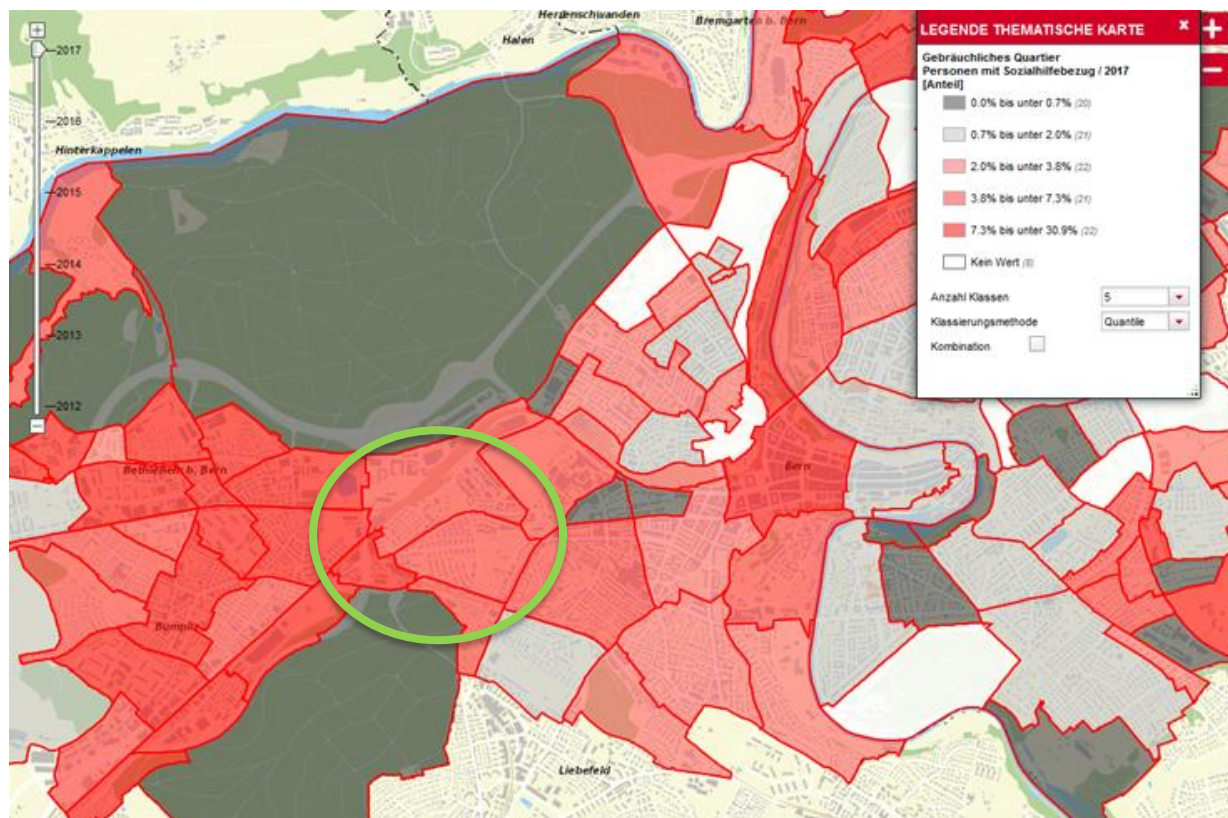 Herrenschwanden
Bremgarten b. Bern
Halen
Hinterkappelen
2017
2016
2015
2014
2013
2012
Bethlehem b. Bern
Bern
Bümpliz
Liebefeld
LEGENDE THEMATISCHE KARTE
Gebräuchliches Quartier
Personen mit Sozialhilfebezug / 2017
[Anteil]
0.0% bis unter 0.7% (20)
0.7% bis unter 2.0% (21)
2.0% bis unter 3.8% (22)
3.8% bis unter 7.3% (21)
7.3% bis unter 30.9% (22)
Kein Wert (8)
Anzahl Klassen 5
Klassierungsmethode Quantile
Kombination